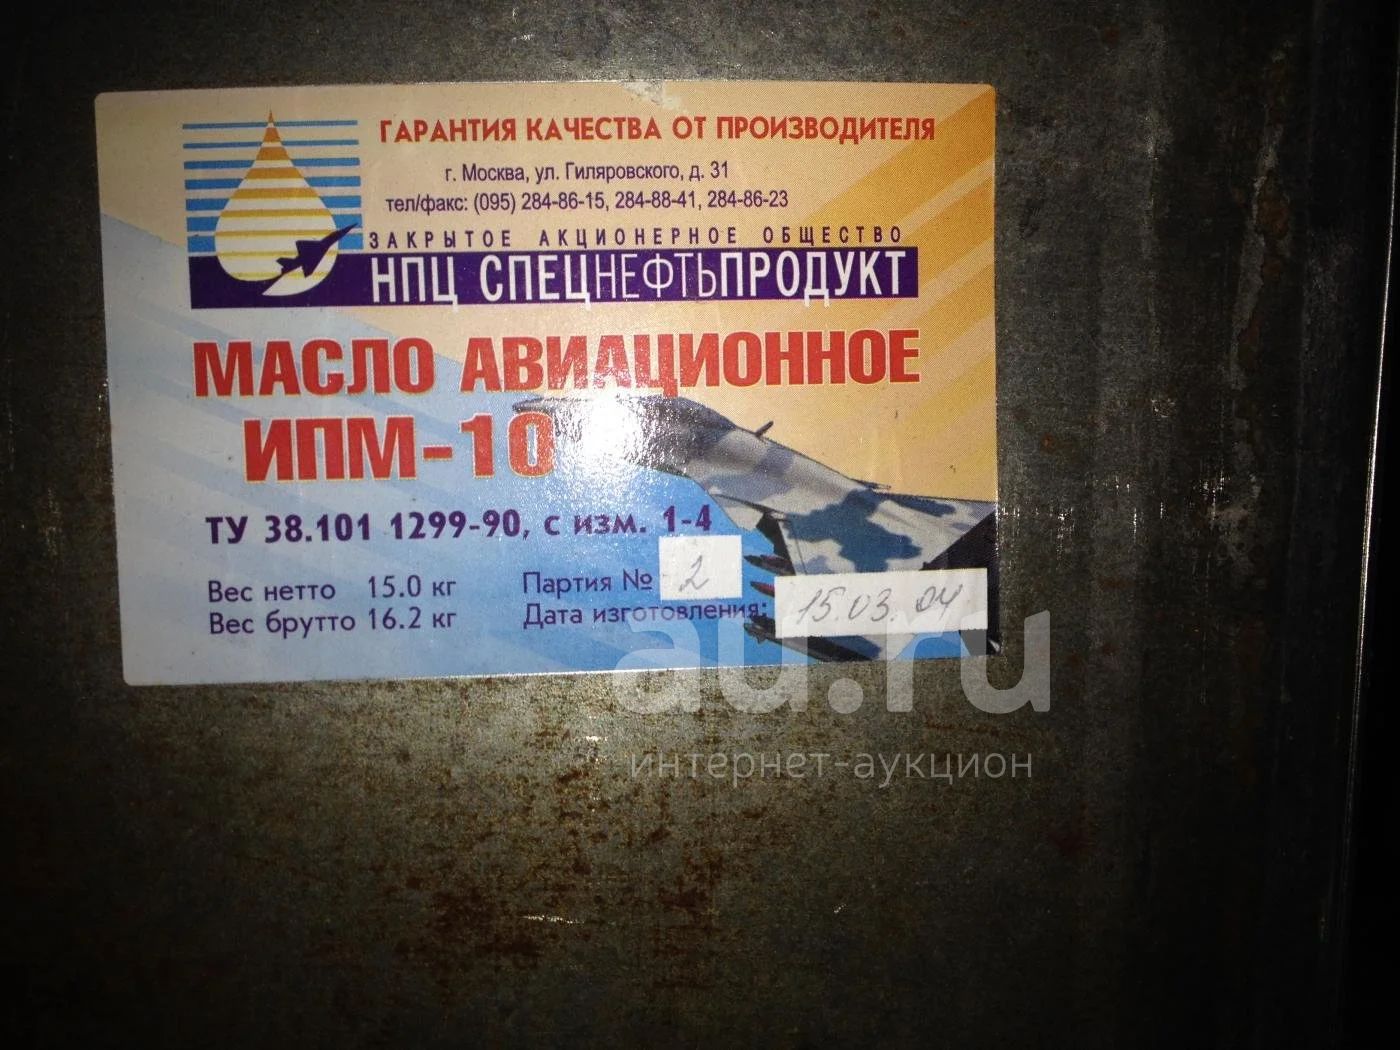 ГАРАНТИЯ КАЧЕСТВА ОТ ПРОИЗВОДИТЕЛЯ
г. Москва, ул. Гиляровского, д. 31
тел/факс: (095) 284-86-15, 284-88-41, 284-86-23
ЗАКРЫТОЕ АКЦИОНЕРНОЕ ОБЩЕСТВО
НПЦ СПЕЦНЕФТЬПРОДУКТ
МАСЛО АВИАЦИОННОЕ
ИПМ-10
ТУ 38.101 1299-90, с изм. 1-4
Вес нетто 15.0 кг
Вес брутто 16.2 кг
Партия № 2
Дата изготовления: 15.03.04
au.ru
интернет-аукцион